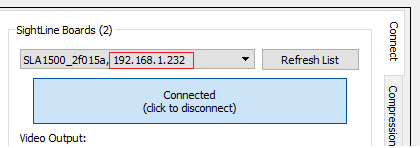 SightLine Boards (2)
SLA1500_2f015a, 192.168.1.232
Refresh List
Connected
(click to disconnect)
Video Output:
Connect
Compression